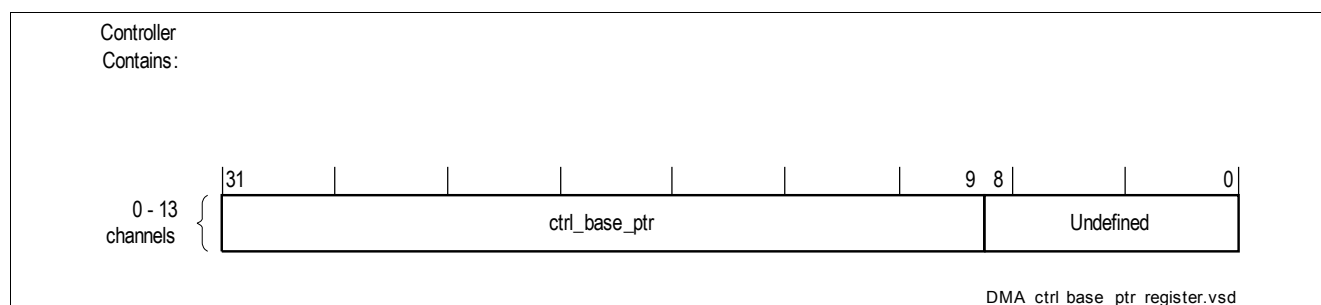 Controller
Contains:
31 9 8 0
0 - 13
channels
ctrl_base_ptr Undefined
DMA ctrl base ptr register.vsd